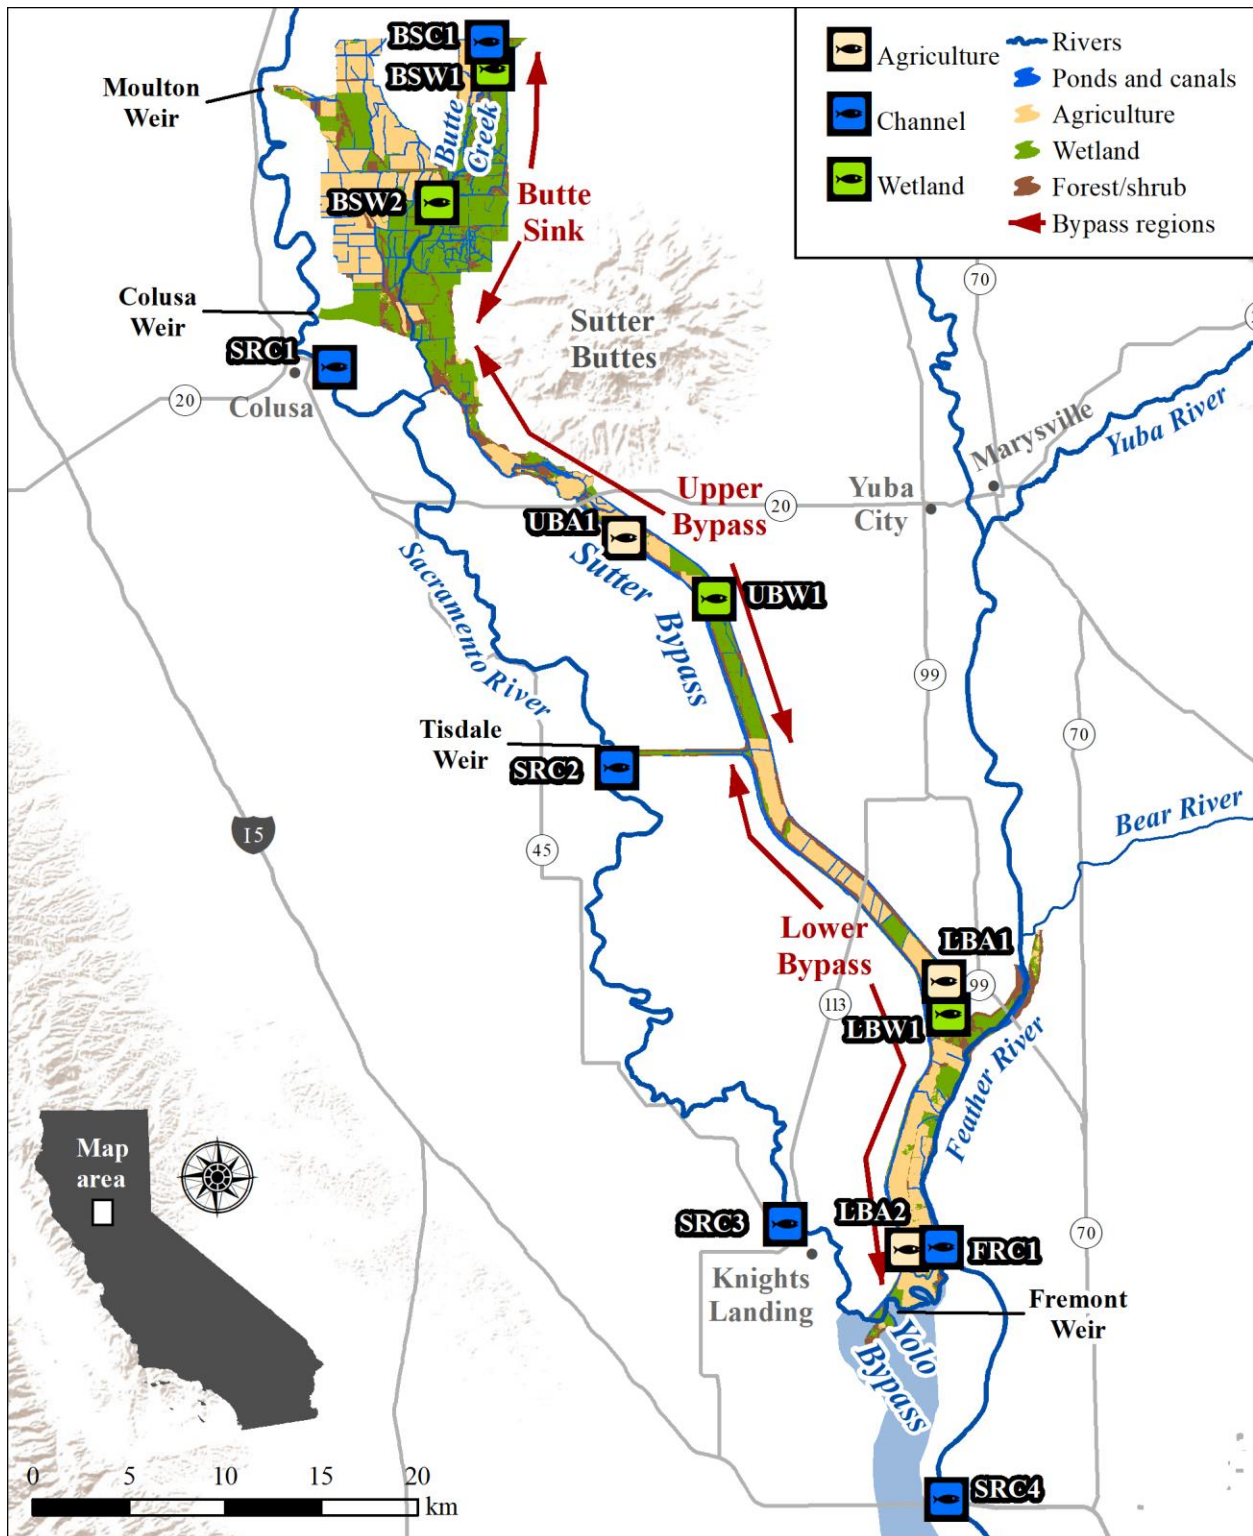 BSC1
BSW1
Moulton
Weir
Butte
Creek
BSW2
Butte
Sink
Agriculture
Channel
Wetland
Rivers
Ponds and canals
Agriculture
Wetland
Forest/shrub
Bypass regions
70
Colusa
Weir
SRC1
Colusa
20
Sutter
Buttes
Marysville
Yuba River
Upper
Bypass
20
Yuba
City
UBA1
Sutter
Bypass
UBW1
Sacramento River
99
70
Tisdale
Weir
SRC2
I5
45
Bear River
Lower
Bypass
LBA1
99
113
LBW1
Feather River
Map
area
SRC3
LBA2
FRC1
70
Knights
Landing
Fremont
Weir
Yolo
Bypass
0 5 10 15 20
km
SRC4